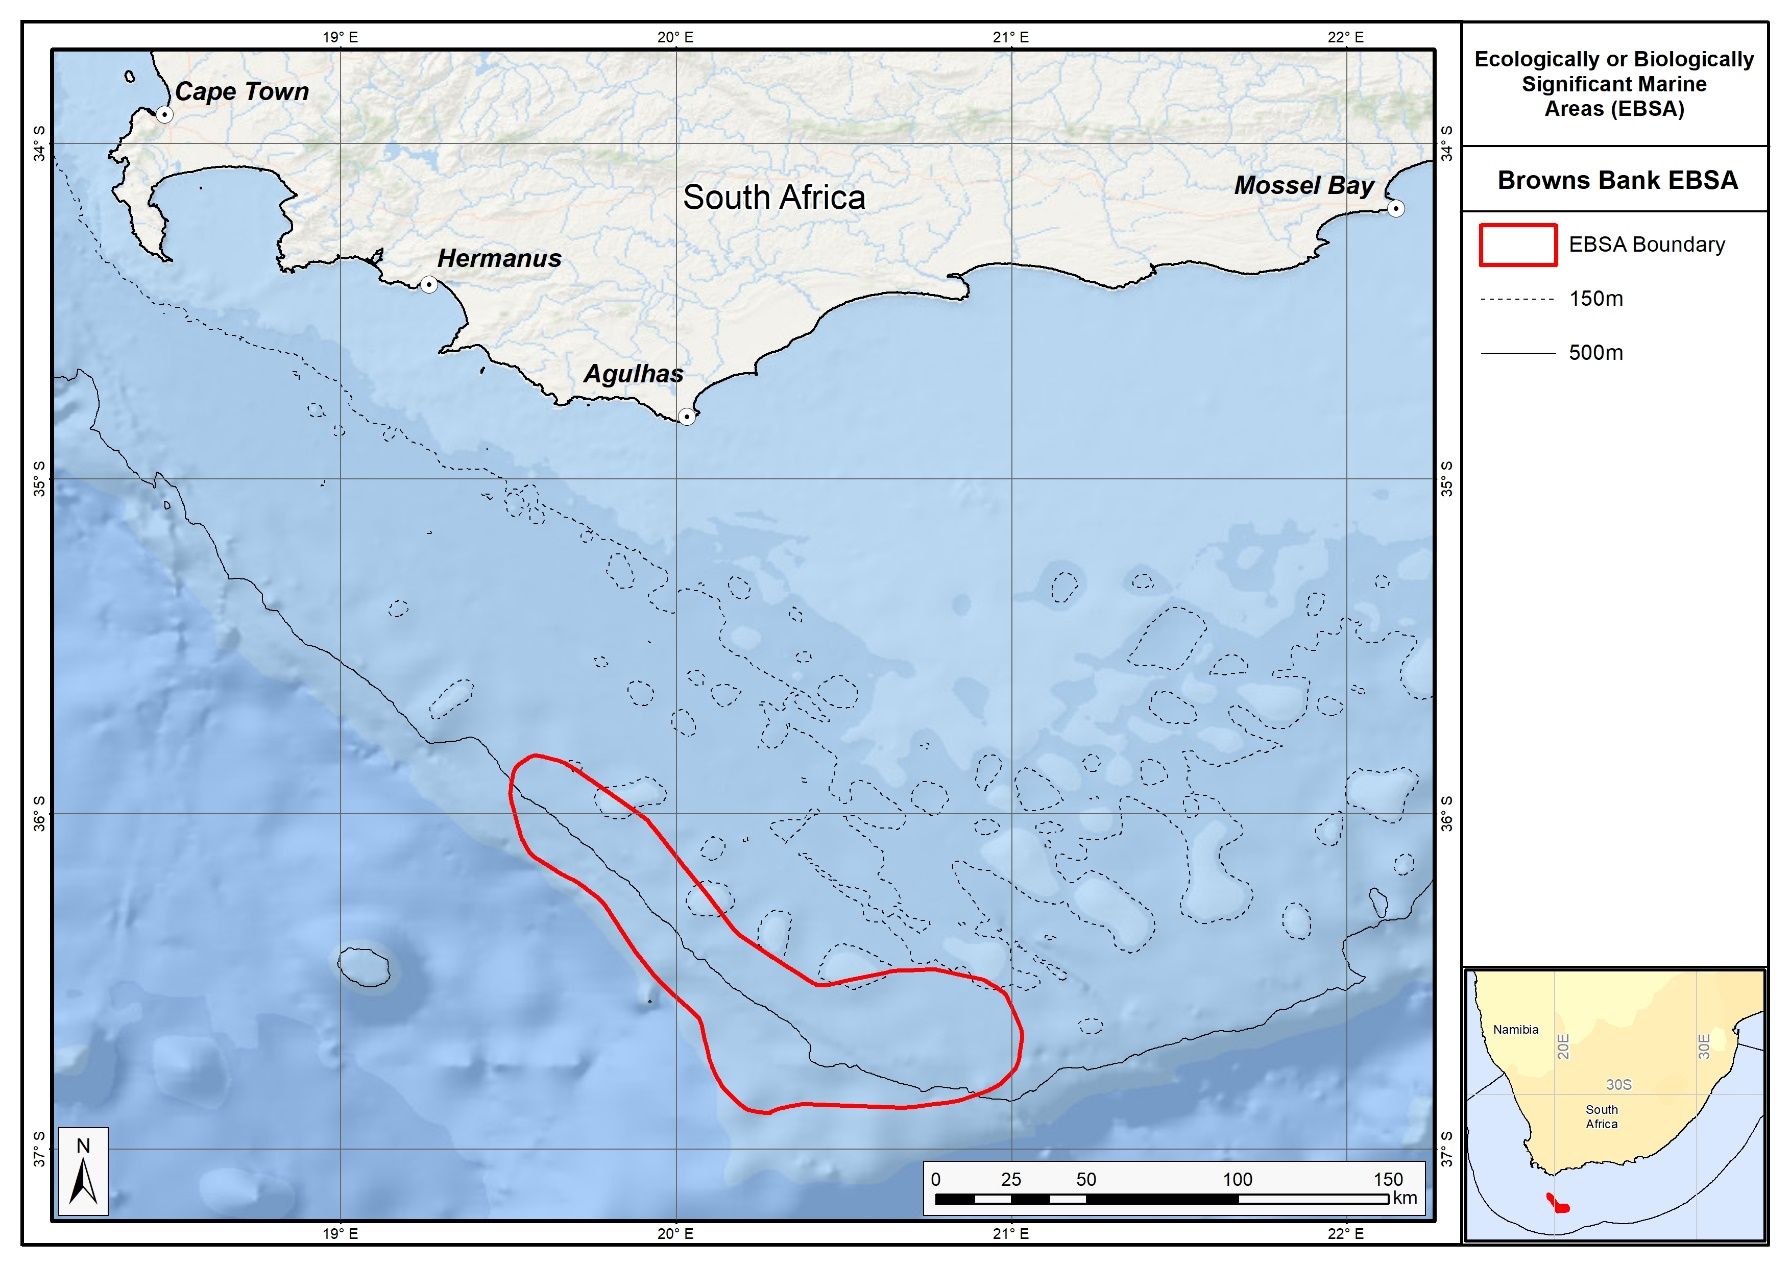 19° E
20° E
21° E
22° E
Ecologically or Biologically
Significant Marine
Areas (EBSA)
Browns Bank EBSA
EBSA Boundary
150m
500m
Cape Town
34° S
34° S
South Africa
Mossel Bay
Hermanus
Agulhas
35° S
35° S
36° S
36° S
37° S
37° S
N
0
25
50
100
150
km
19° E
20° E
21° E
22° E
Namibia
20E
30E
30S
South
Africa